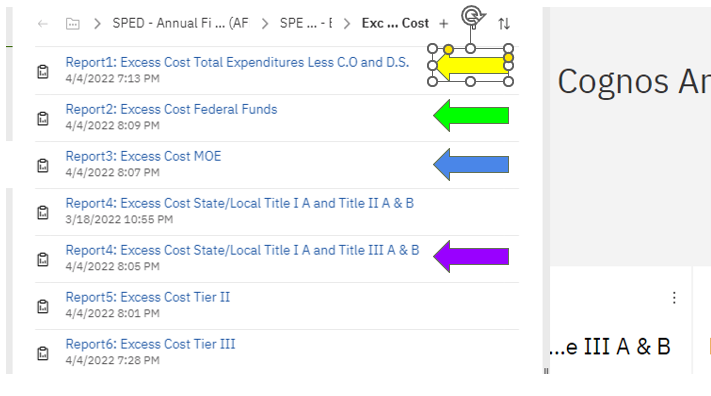 SPED - Annual Fi ... (AF
SPE ... - E
Exc ... Cost
Report1: Excess Cost Total Expenditures Less C.O and D.S.
4/4/2022 7:13 PM
Report2: Excess Cost Federal Funds
4/4/2022 8:09 PM
Report3: Excess Cost MOE
4/4/2022 8:07 PM
Report4: Excess Cost State/Local Title I A and Title II A & B
3/18/2022 10:55 PM
Report4: Excess Cost State/Local Title I A and Title III A & B
4/4/2022 8:05 PM
Report5: Excess Cost Tier II
4/4/2022 8:01 PM
Report6: Excess Cost Tier III
4/4/2022 7:28 PM
Cognos An
...e III A & B